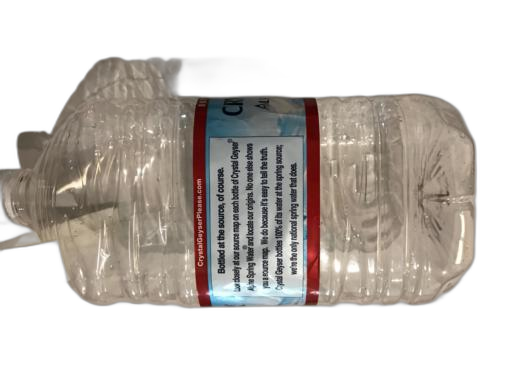 CrystalGeyserPlease.com
Bottled at the source, of course.
Look closely at our source map on each bottle of Crystal Geyser®
Alpine Spring Water® and locate our origins. No one else shows
you a source map. We do because it's easy to tell the truth.
Crystal Geyser bottles 100% of its water at the spring source;
we're the only national spring water that does.
CR
AL